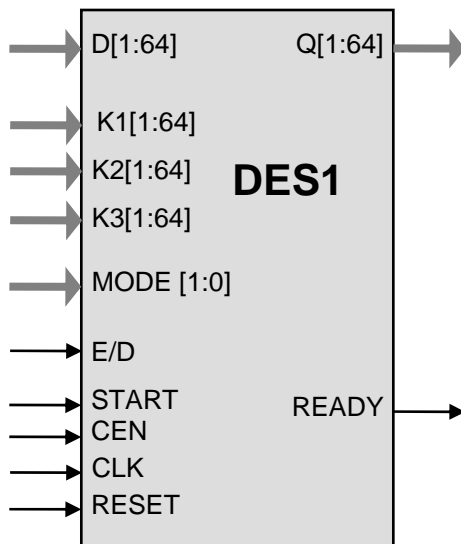 D[1:64] Q[1:64]
K1[1:64]
K2[1:64]
DES1
K3[1:64]
MODE [1:0]
E/D
START
READY
CEN
CLK
RESET